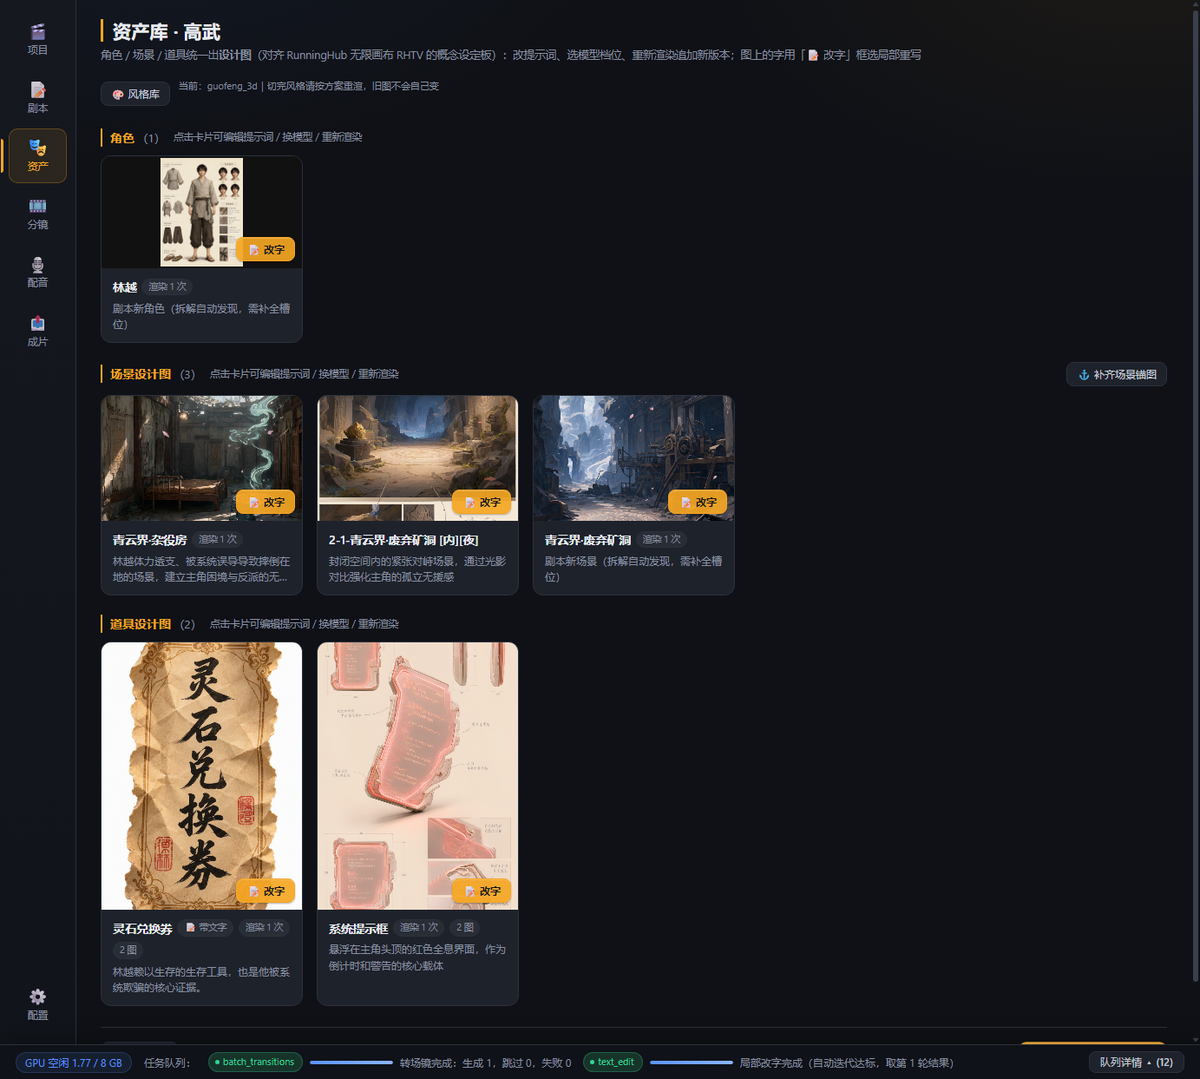 项目
剧本
资产
分镜
配音
成片
配置
资产库 · 高武
角色 / 场景 / 道具统一出设计图（对齐 RunningHub 无限画布 RHTV 的概念设定板）：改提示词、选模型档位、重新渲染追加新版本；图上的字用「 改字」框选局部重写
风格库
当前：guofeng_3d | 切完风格请按方案重渲，旧图不会自己变
角色 （1） 点击卡片可编辑提示词 / 换模型 / 重新渲染
改字
林越 渲染 1 次
剧本新角色（拆解自动发现，需补全槽
位）
场景设计图 （3） 点击卡片可编辑提示词 / 换模型 / 重新渲染
补齐场景锚图
改字
改字
改字
青云界·杂役房 渲染 1 次
林越体力透支、被系统误导导致摔倒在
地的场景，建立主角困境与反派的无...
2-1-青云界·废弃矿洞 [内][夜]
封闭空间内的紧张对峙场景，通过光影
对比强化主角的孤立无援感
青云界·废弃矿洞 渲染 1 次
剧本新场景（拆解自动发现，需补全槽
位）
道具设计图 （2） 点击卡片可编辑提示词 / 换模型 / 重新渲染
灵石兑换券
改字
改字
灵石兑换券 带文字 渲染 1 次
2 图
林越赖以生存的生存工具，也是他被系
统欺骗的核心证据。
系统提示框 渲染 1 次 2 图
悬浮在主角头顶的红色全息界面，作为
倒计时和警告的核心载体
GPU 空闲 1.77 / 8 GB 任务队列： batch_transitions 转场镜完成：生成 1，跳过 0，失败 0 text_edit 局部改字完成（自动迭代达标，取第 1 轮结果） 队列详情 · (12)